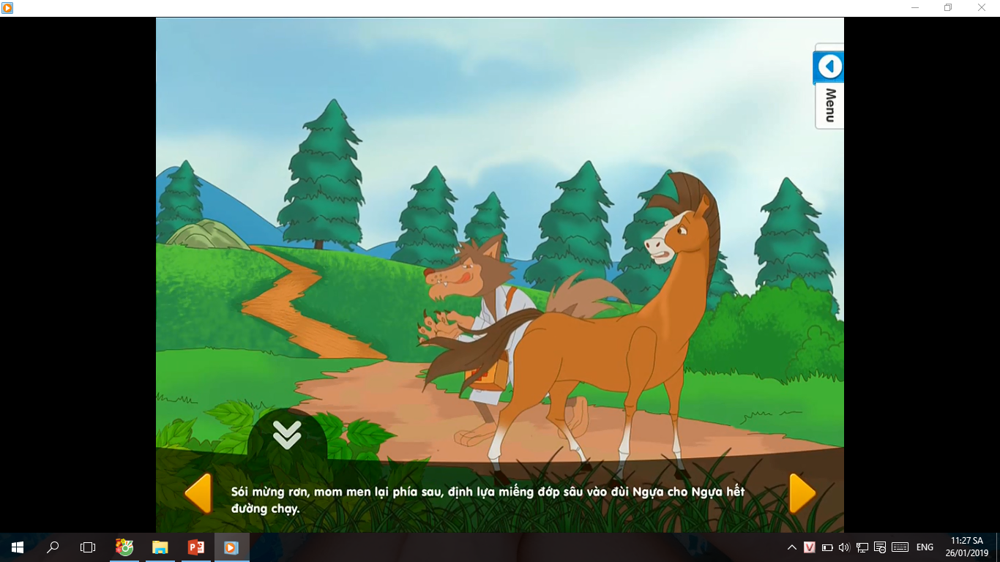 Menu
Sói mừng rơn, mom men lại phía sau, định lựa miếng đớp sâu vào đùi Ngựa cho Ngựa hết
đường chạy.
ENG
11:27 SA
26/01/2019